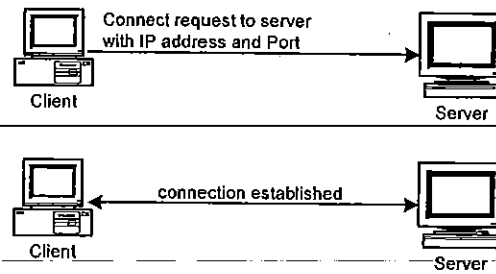 Connect request to server
with IP address and Port
Client
Server
connection established
Client
Server